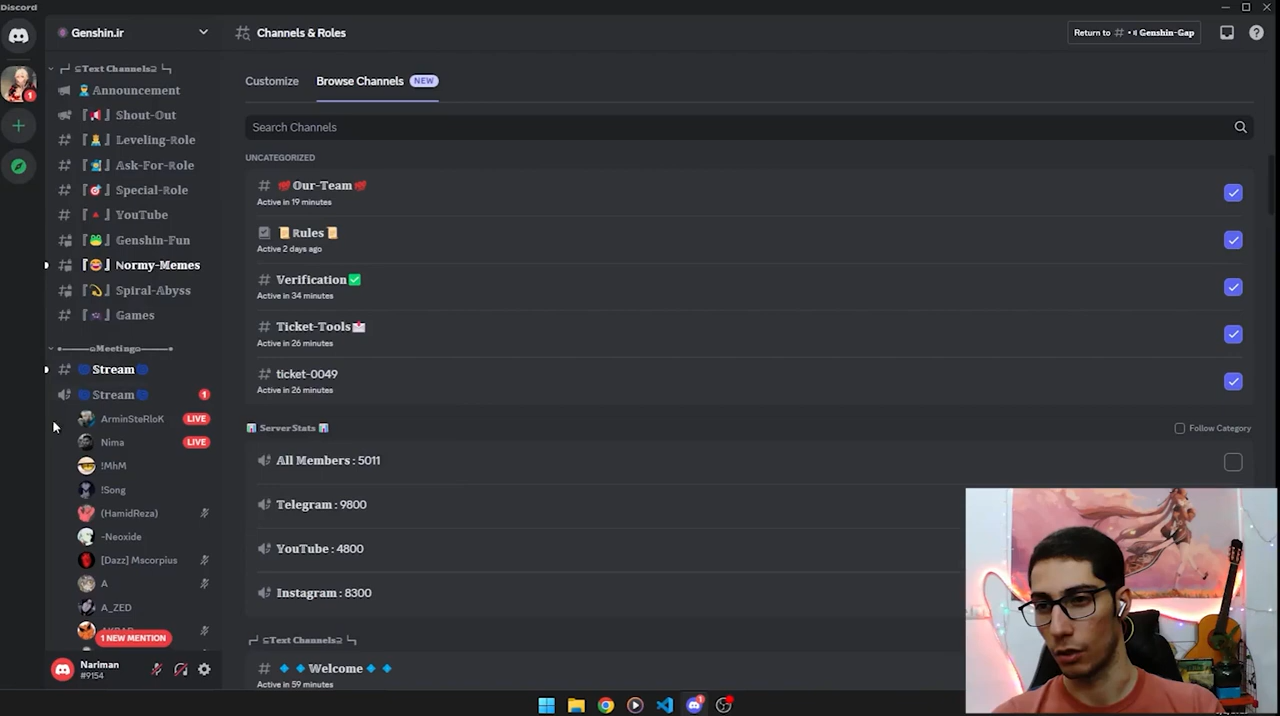 Discord
Genshin.ir
Channels & Roles
Return to # Genshin-Gap
Text Channels
Announcement
Shout-Out
Leveling-Role
Ask-For-Role
Special-Role
YouTube
Genshin-Fun
Normy-Memes
Spiral-Abyss
Games
Meeting
Stream
Stream 1
ArminSteRloK LIVE
Nima LIVE
!MhM
!Song
(HamidReza)
-Neoxide
[Dazz] Mscorpius
A
A_ZED
1 NEW MENTION
Nariman
#9154
Customize
Browse Channels NEW
Search Channels
UNCATEGORIZED
Our-Team
Active in 19 minutes
Rules
Active 2 days ago
Verification
Active in 34 minutes
Ticket-Tools
Active in 26 minutes
ticket-0049
Active in 26 minutes
Server Stats
Follow Category
All Members : 5011
Telegram : 9800
YouTube : 4800
Instagram : 8300
Text Channels
Welcome
Active in 59 minutes